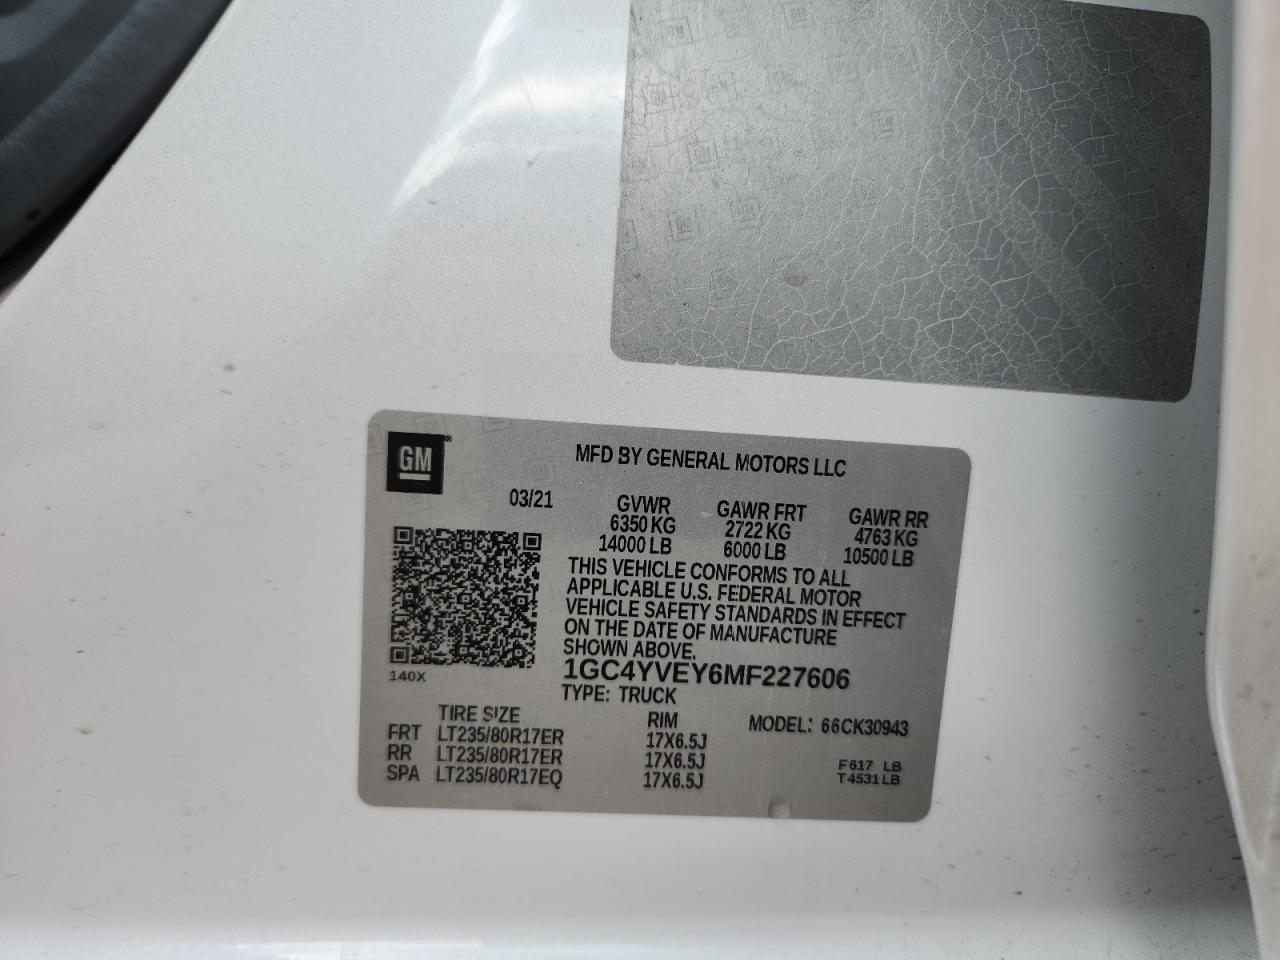 GM®
MFD BY GENERAL MOTORS LLC
03/21
GVWR GAWR FRT GAWR RR
6350 KG 2722 KG 4763 KG
14000 LB 6000 LB 10500 LB
THIS VEHICLE CONFORMS TO ALL
APPLICABLE U.S. FEDERAL MOTOR
VEHICLE SAFETY STANDARDS IN EFFECT
ON THE DATE OF MANUFACTURE
SHOWN ABOVE.
1GC4YVEY6MF227606
140X
TYPE: TRUCK
TIRE SIZE RIM MODEL: 66CK30943
FRT LT235/80R17ER 17X6.5J
RR LT235/80R17ER 17X6.5J
SPA LT235/80R17EQ 17X6.5J
F617 LB
T4531LB